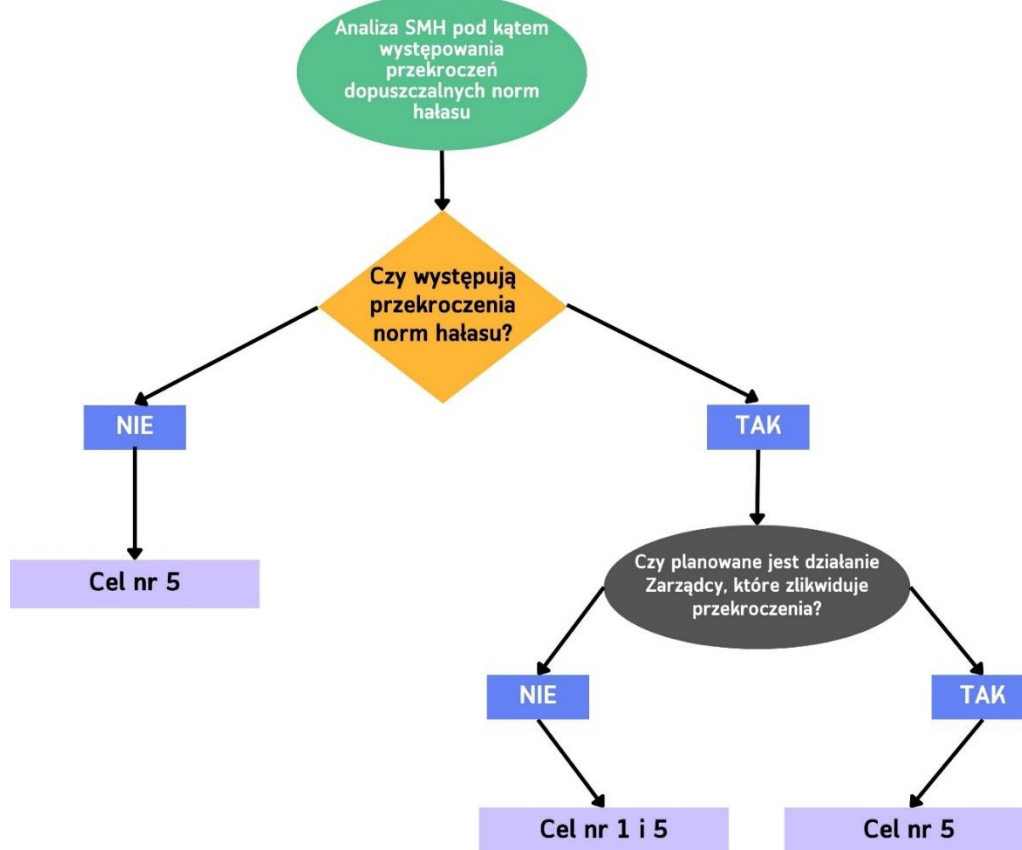 Analiza SMH pod kątem
występowania
przekroczeń
dopuszczalnych norm
hałasu
Czy występują
przekroczenia
norm hałasu?
NIE
TAK
Cel nr 5
Czy planowane jest działanie
Zarządcy, które zlikwiduje
przekroczenia?
NIE
TAK
Cel nr 1 i 5
Cel nr 5